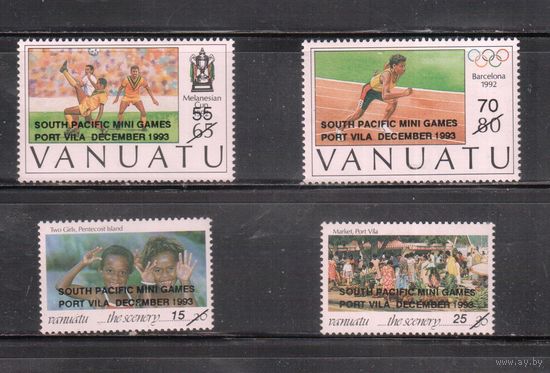 Melanesian
Cup
55
65
SOUTH PACIFIC MINI GAMES
PORT VILA DECEMBER 1993
VANUATU
Barcelona
1992
70
80
SOUTH PACIFIC MINI GAMES
PORT VILA DECEMBER 1993
VANUATU
Two Girls, Pentecost Island
SOUTH PACIFIC MINI GAMES
PORT VILA DECEMBER 1993
vanuatu ...the scenery 15 20
Market, Port Vila
SOUTH PACIFIC MINI GAMES
PORT VILA DECEMBER 1993
vanuatu ...the scenery 25 20
www.ay.by